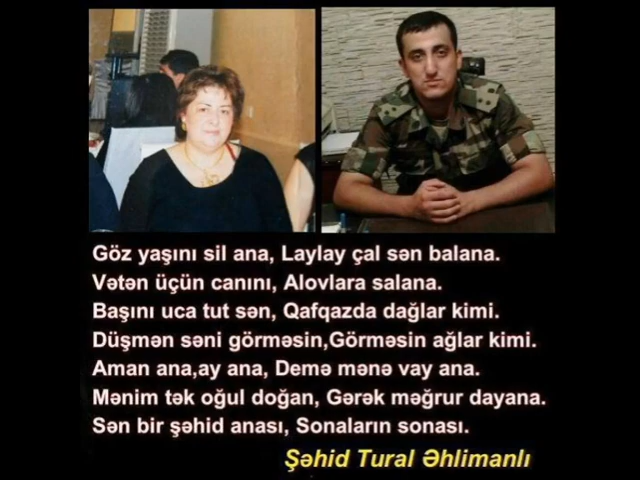 Göz yaşını sil ana, Laylay çal sən balana.
Vətən üçün canını, Alovlara salana.
Başını uca tut sən, Qafqazda dağlar kimi.
Düşmən səni görməsin,Görməsin ağlar kimi.
Aman ana,ay ana, Demə mənə vay ana.
Mənim tək oğul doğan, Gərək məğrur dayana.
Sən bir şəhid anası, Sonaların sonası.
Şəhid Tural Əhlimanlı